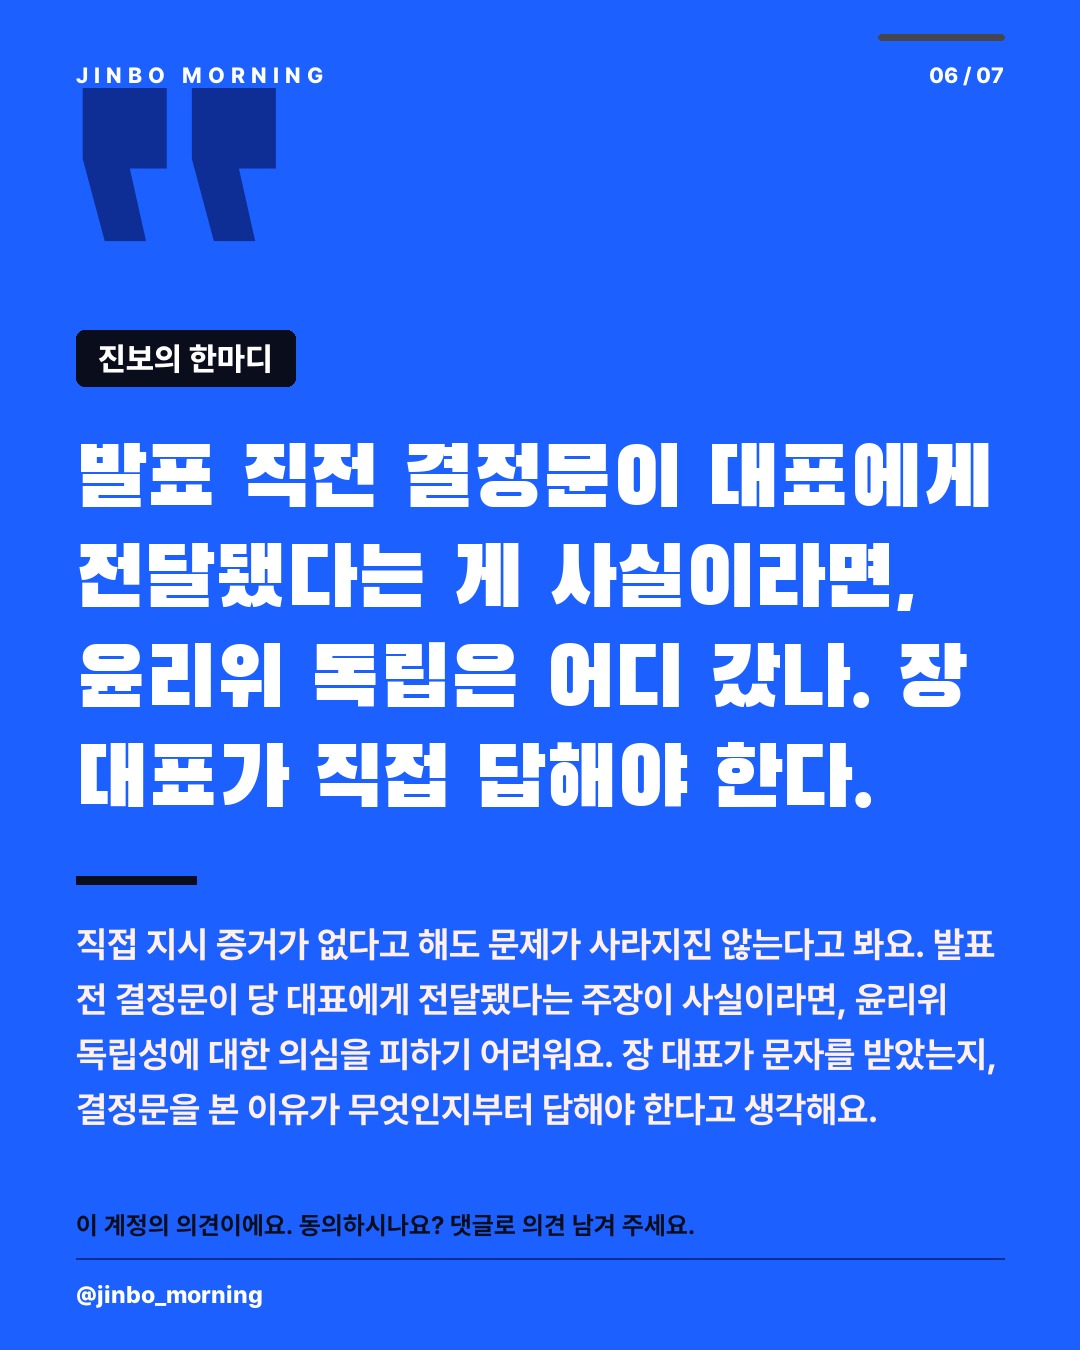 JINBO MORNING
06 / 07
진보의 한마디
발표 직전 결정문이 대표에게
전달됐다는 게 사실이라면,
윤리위 독립은 어디 갔나. 장
대표가 직접 답해야 한다.
직접 지시 증거가 없다고 해도 문제가 사라지진 않는다고 봐요. 발표
전 결정문이 당 대표에게 전달됐다는 주장이 사실이라면, 윤리위
독립성에 대한 의심을 피하기 어려워요. 장 대표가 문자를 받았는지,
결정문을 본 이유가 무엇인지부터 답해야 한다고 생각해요.
이 계정의 의견이에요. 동의하시나요? 댓글로 의견 남겨 주세요.
@jinbo_morning